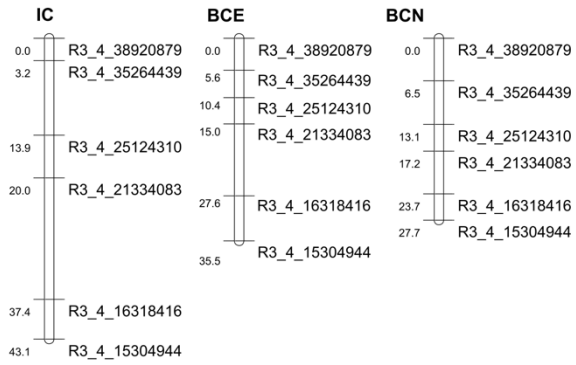 IC
0.0 R3_4_38920879
3.2 R3_4_35264439
13.9 R3_4_25124310
20.0 R3_4_21334083
37.4 R3_4_16318416
43.1 R3_4_15304944
BCE
0.0 R3_4_38920879
5.6 R3_4_35264439
10.4 R3_4_25124310
15.0 R3_4_21334083
27.6 R3_4_16318416
35.5 R3_4_15304944
BCN
0.0 R3_4_38920879
6.5 R3_4_35264439
13.1 R3_4_25124310
17.2 R3_4_21334083
23.7 R3_4_16318416
27.7 R3_4_15304944